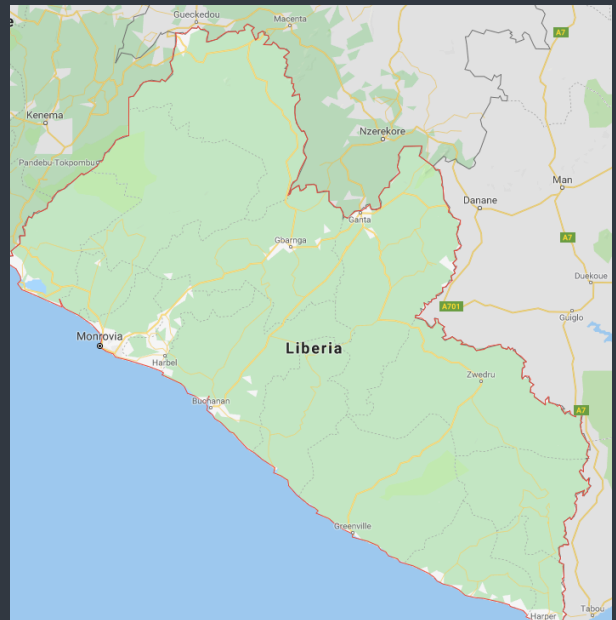 e
Gueckedou
Macenta
A7
Kenema
Nzerekore
Pandebu-Tokpombu
Man
Danane
Ganta
A7
Gbarnga
Duekoue
A701
Guiglo
Monrovia
Liberia
Harbel
Zwedru
Buchanan
A7
Greenville
Tabou
Harper